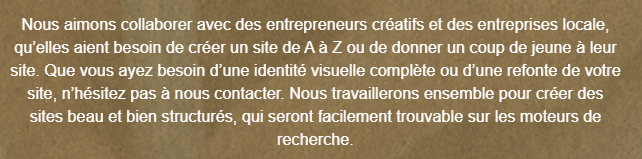 Nous aimons collaborer avec des entrepreneurs créatifs et des entreprises locale,
qu’elles aient besoin de créer un site de A à Z ou de donner un coup de jeune à leur
site. Que vous ayez besoin d’une identité visuelle complète ou d’une refonte de votre
site, n’hésitez pas à nous contacter. Nous travaillerons ensemble pour créer des
sites beau et bien structurés, qui seront facilement trouvable sur les moteurs de
recherche.